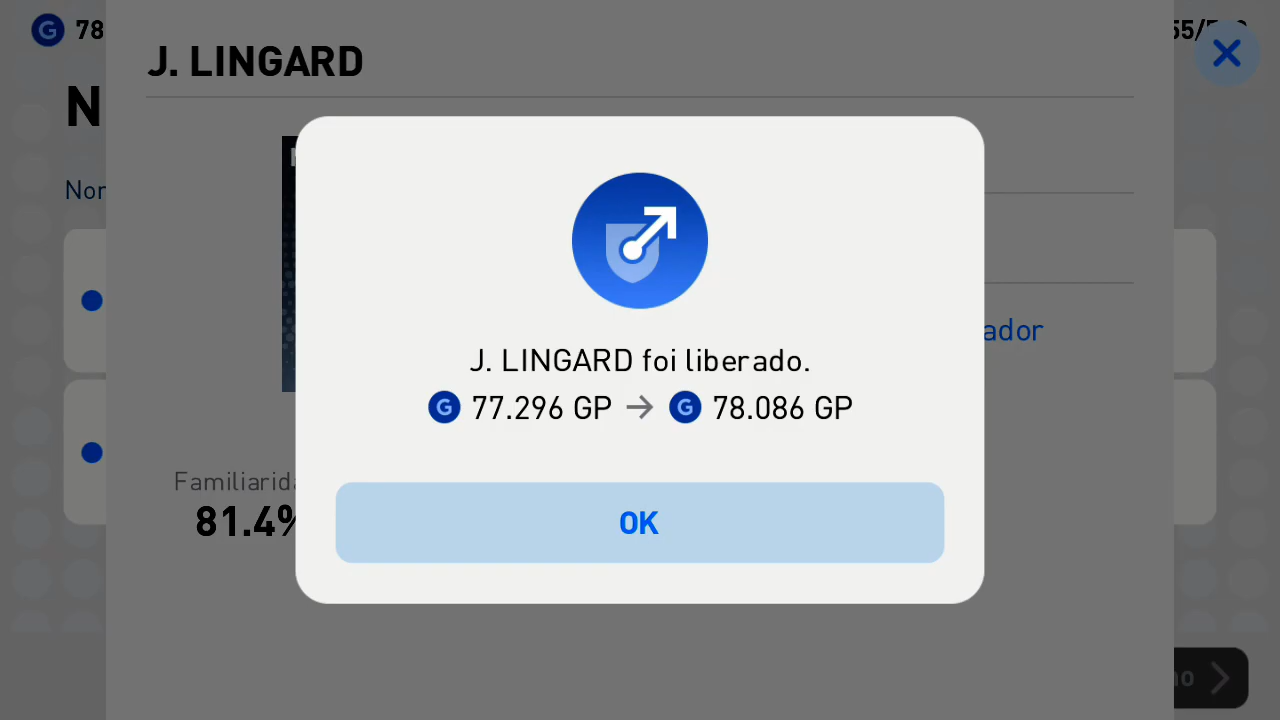 G 78
J. LINGARD
N
Nor
J. LINGARD foi liberado.
G 77.296 GP → G 78.086 GP
ador
Familiarida
81.4%
OK